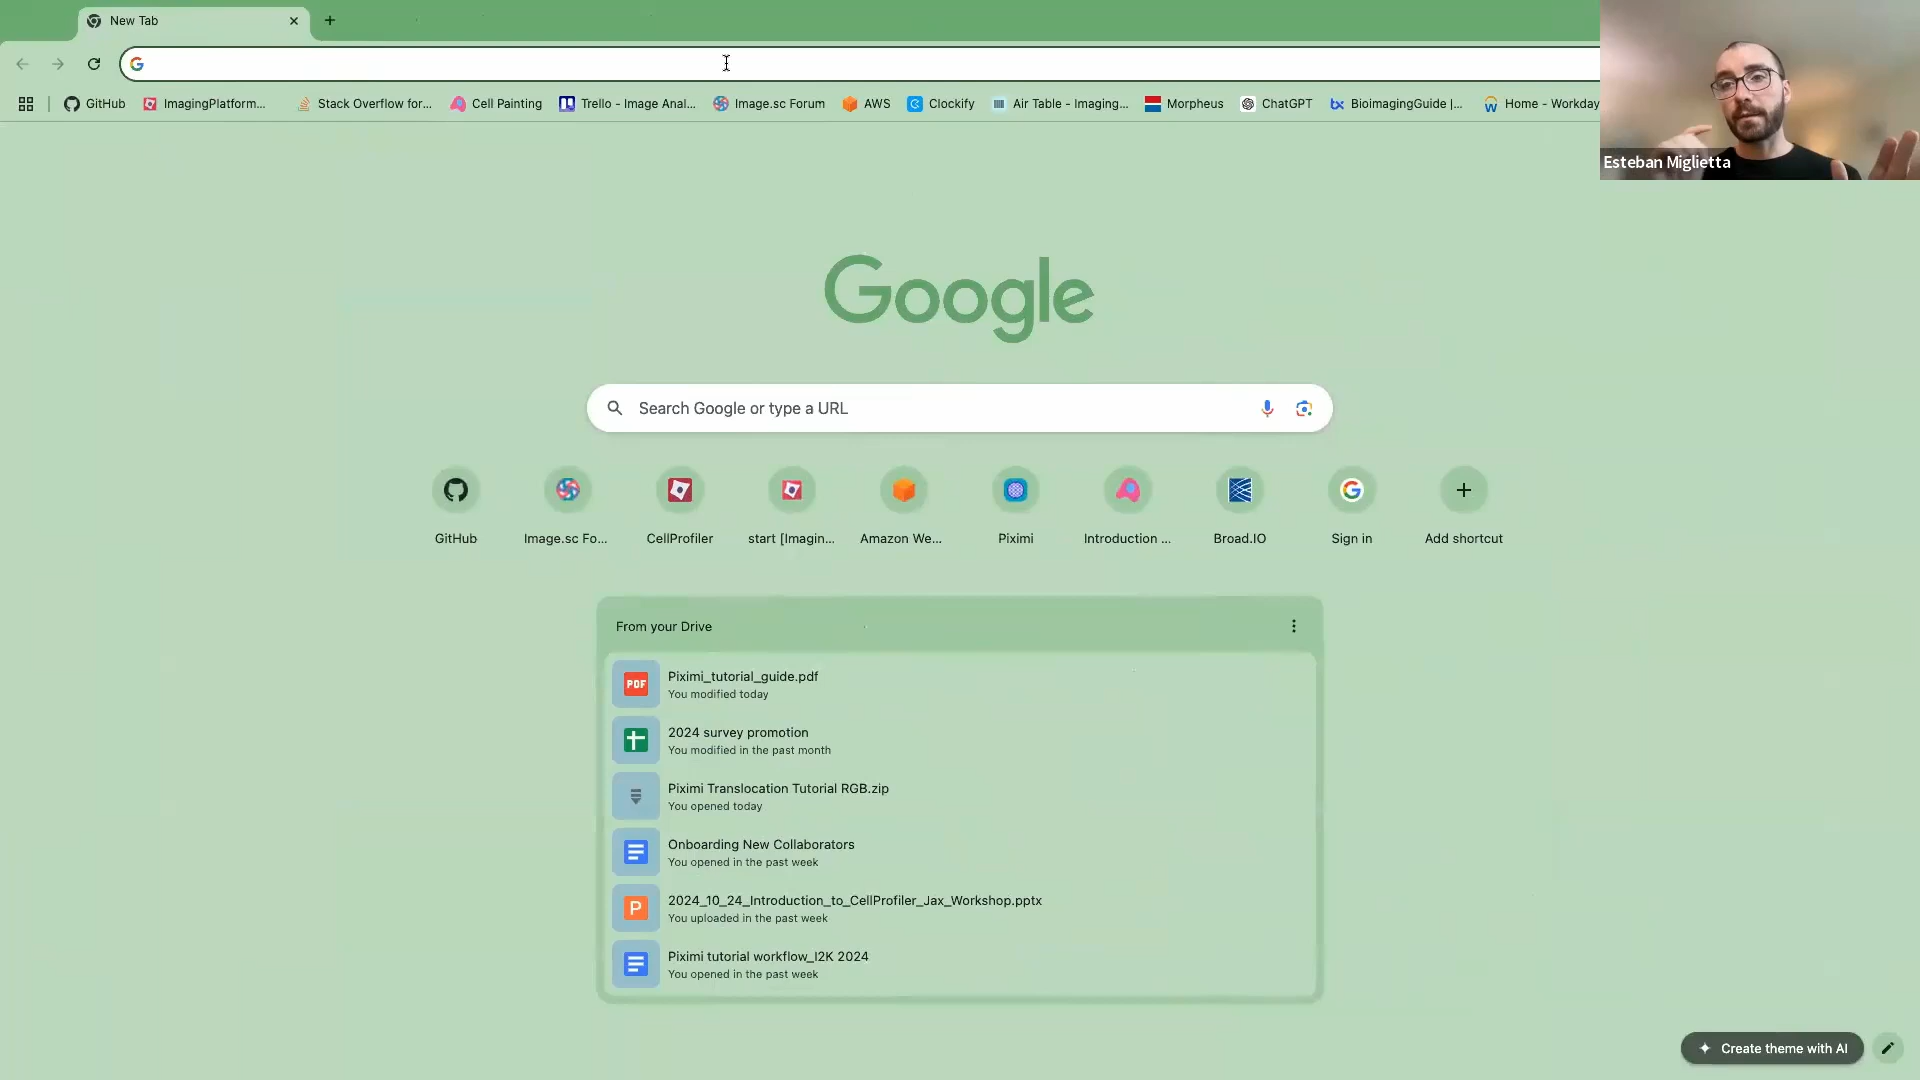 New Tab
GitHub
ImagingPlatform...
Stack Overflow for...
Cell Painting
Trello - Image Anal...
Image.sc Forum
AWS
Clockify
Air Table - Imaging...
Morpheus
ChatGPT
BioimagingGuide |...
Home - Workday
Esteban Miglietta
Google
Search Google or type a URL
GitHub
Image.sc Fo...
CellProfiler
start [Imagin...
Amazon We...
Piximi
Introduction ...
Broad.IO
Sign in
Add shortcut
From your Drive
PDF
Piximi_tutorial_guide.pdf
You modified today
2024 survey promotion
You modified in the past month
Piximi Translocation Tutorial RGB.zip
You opened today
Onboarding New Collaborators
You opened in the past week
P
2024_10_24_Introduction_to_CellProfiler_Jax_Workshop.pptx
You uploaded in the past week
Piximi tutorial workflow_I2K 2024
You opened in the past week
Create theme with AI